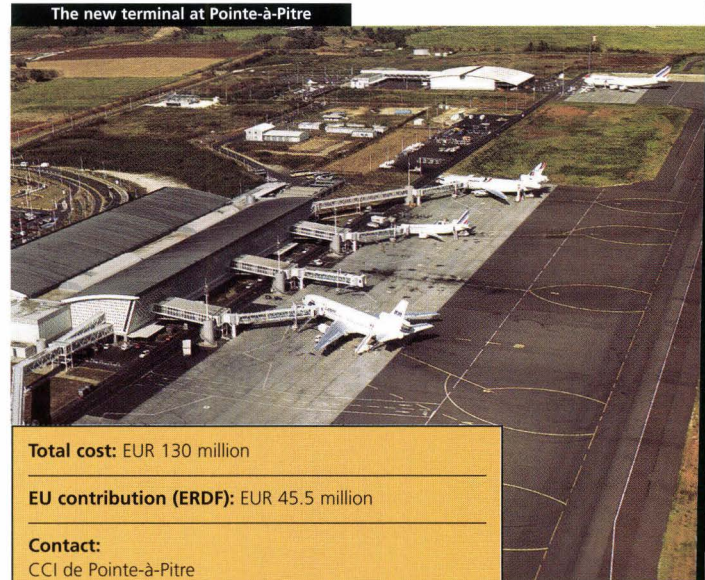 The new terminal at Pointe-à-Pitre
Total cost: EUR 130 million
EU contribution (ERDF): EUR 45.5 million
Contact:
CCI de Pointe-à-Pitre